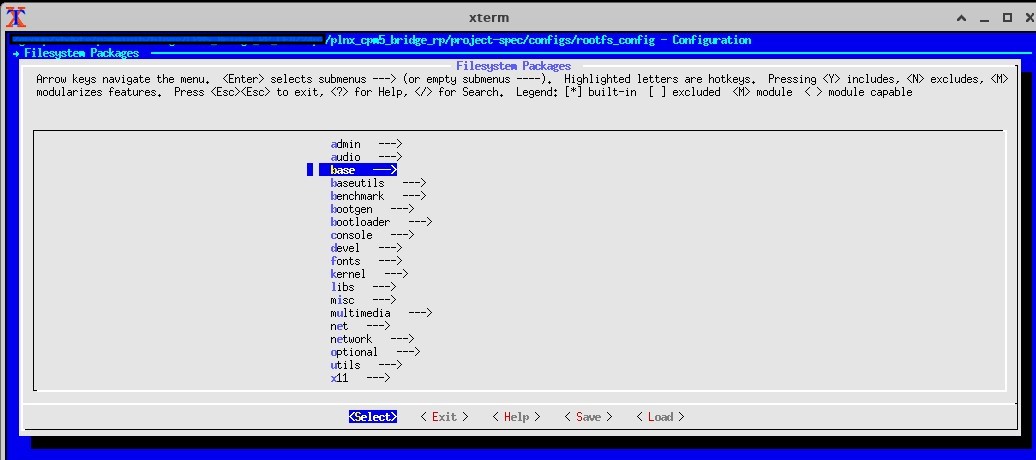 xterm
/plnx_cpm5_bridge_rp/project-spec/configs/rootfs_config - Configuration
→ Filesystem Packages
Filesystem Packages
Arrow keys navigate the menu.  <Enter> selects submenus ---> (or empty submenus ----).  Highlighted letters are hotkeys.  Pressing <Y> includes, <N> excludes, <M>
modularizes features.  Press <Esc><Esc> to exit, <?> for Help, </> for Search.  Legend: [*] built-in  [ ] excluded  <M> module  < > module capable
admin  --->
audio  --->
base  --->
baseutils  --->
benchmark  --->
bootgen  --->
bootloader  --->
console  --->
devel  --->
fonts  --->
kernel  --->
libs  --->
misc  --->
multimedia  --->
net  --->
network  --->
optional  --->
utils  --->
x11  --->
<Select>    < Exit >    < Help >    < Save >    < Load >